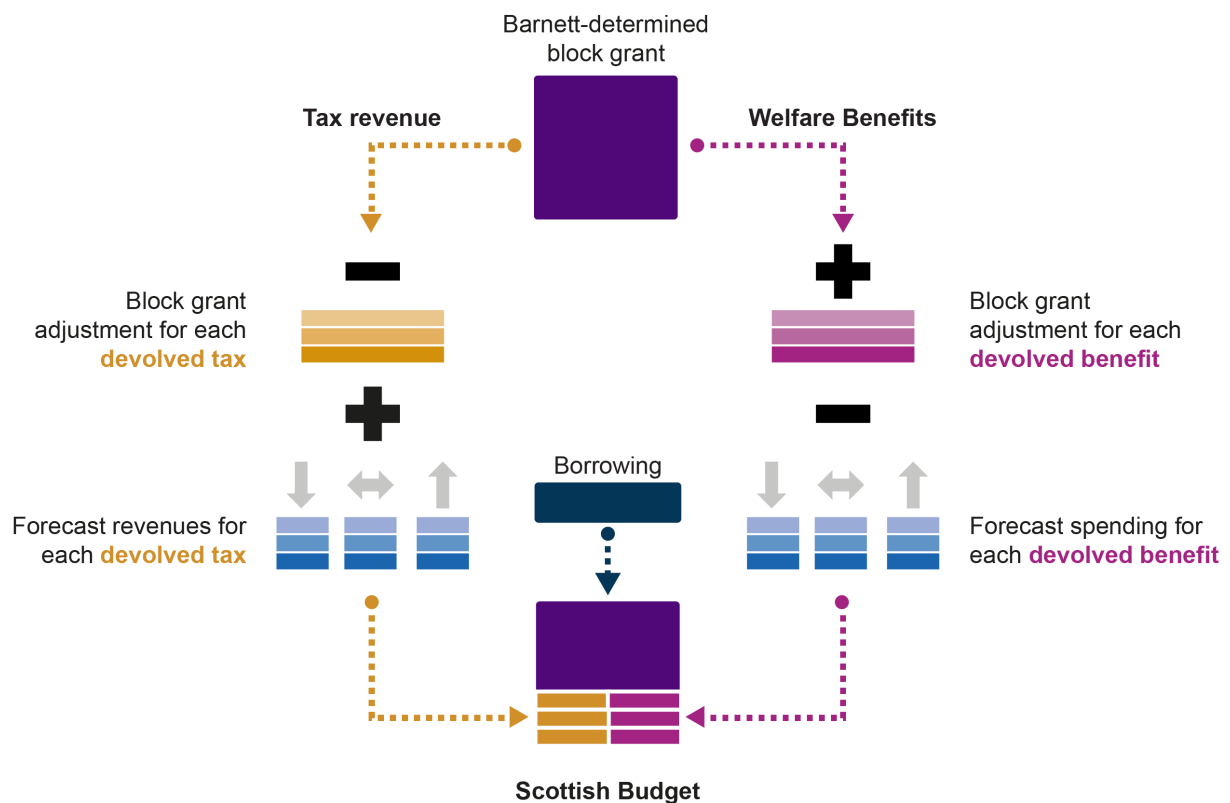 Barnett-determined
block grant
Tax revenue
Welfare Benefits
Block grant
adjustment for each
devolved tax
Block grant
adjustment for each
devolved benefit
Borrowing
Forecast revenues for
each devolved tax
Forecast spending for
each devolved benefit
Scottish Budget